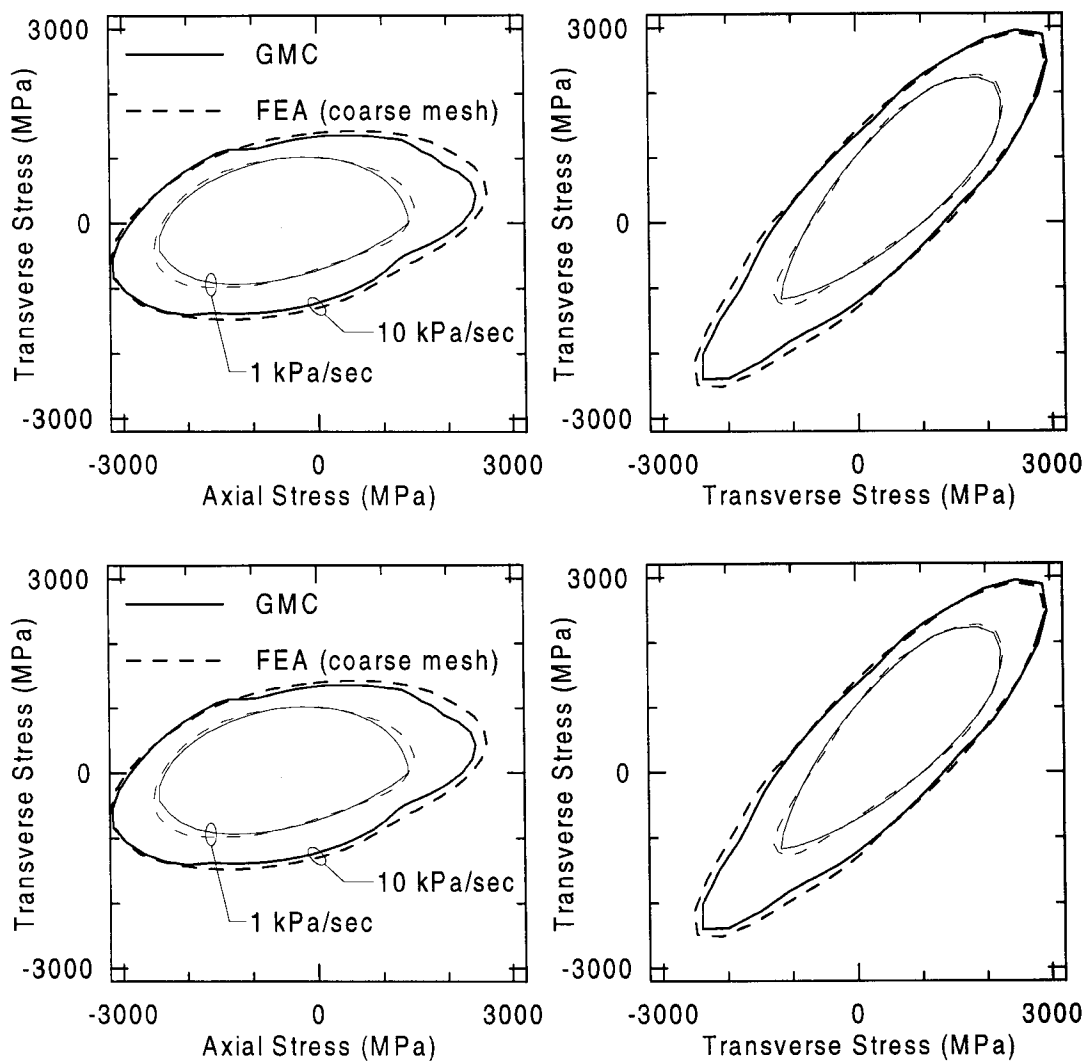 3000
GMC
FEA (coarse mesh)
Transverse Stress (MPa)
0
10 kPa/sec
1 kPa/sec
-3000
-3000 0 3000
Axial Stress (MPa)
3000
Transverse Stress (MPa)
0
-3000
-3000 0 3000
Transverse Stress (MPa)
3000
GMC
FEA (coarse mesh)
Transverse Stress (MPa)
0
10 kPa/sec
1 kPa/sec
-3000
-3000 0 3000
Axial Stress (MPa)
3000
Transverse Stress (MPa)
0
-3000
-3000 0 3000
Transverse Stress (MPa)